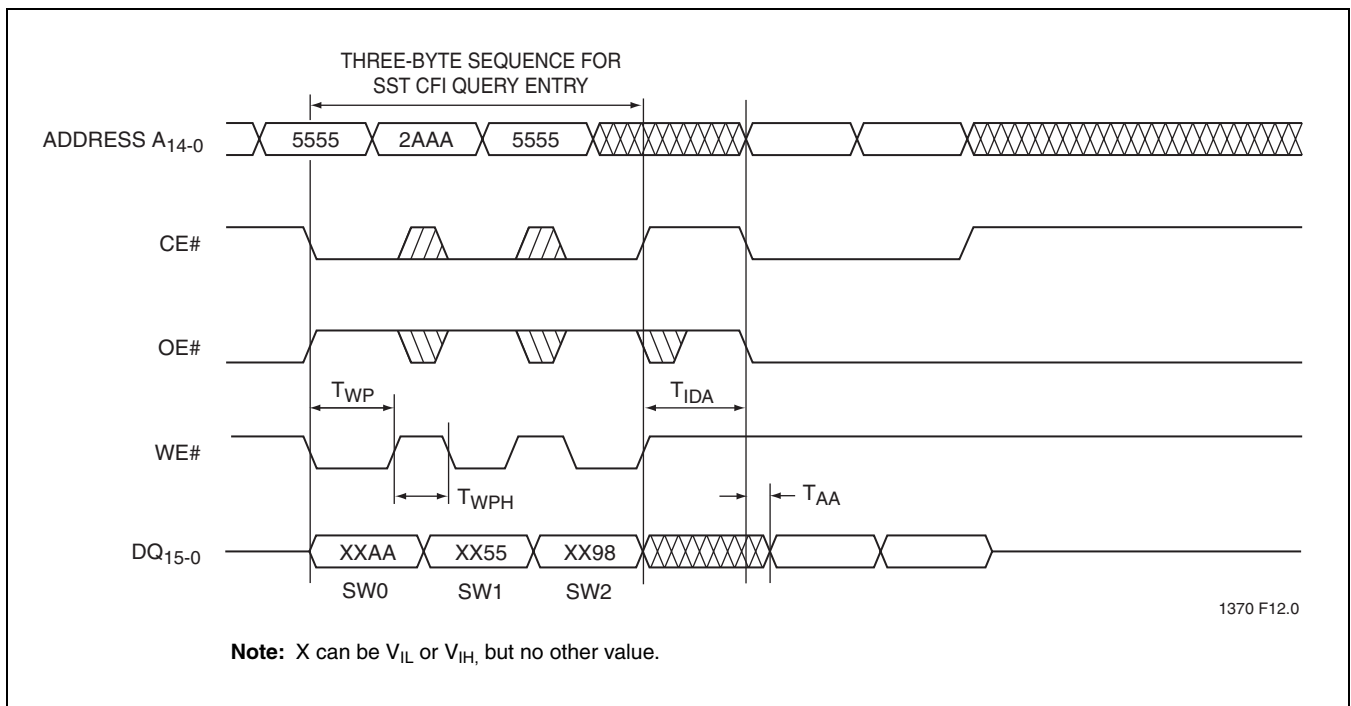 THREE-BYTE SEQUENCE FOR
SST CFI QUERY ENTRY
ADDRESS A14-0
5555 2AAA 5555
CE#
OE#
TWP TIDA
WE#
TWPH TAA
DQ15-0
XXAA XX55 XX98
SW0 SW1 SW2
1370 F12.0
Note: X can be VIL or VIH, but no other value.